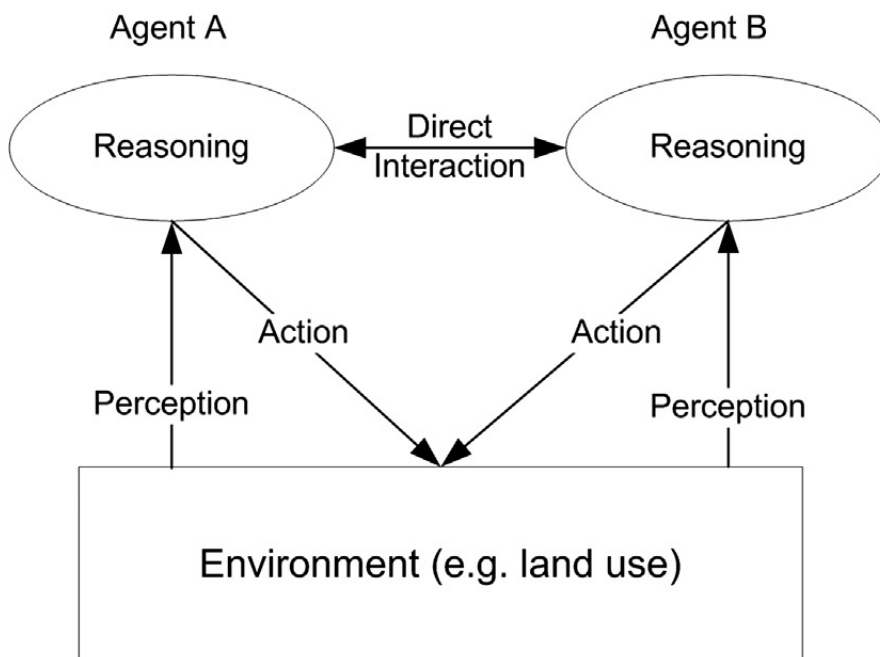 Agent A
Agent B
Reasoning
Direct
Interaction
Reasoning
Action
Action
Perception
Perception
Environment (e.g. land use)